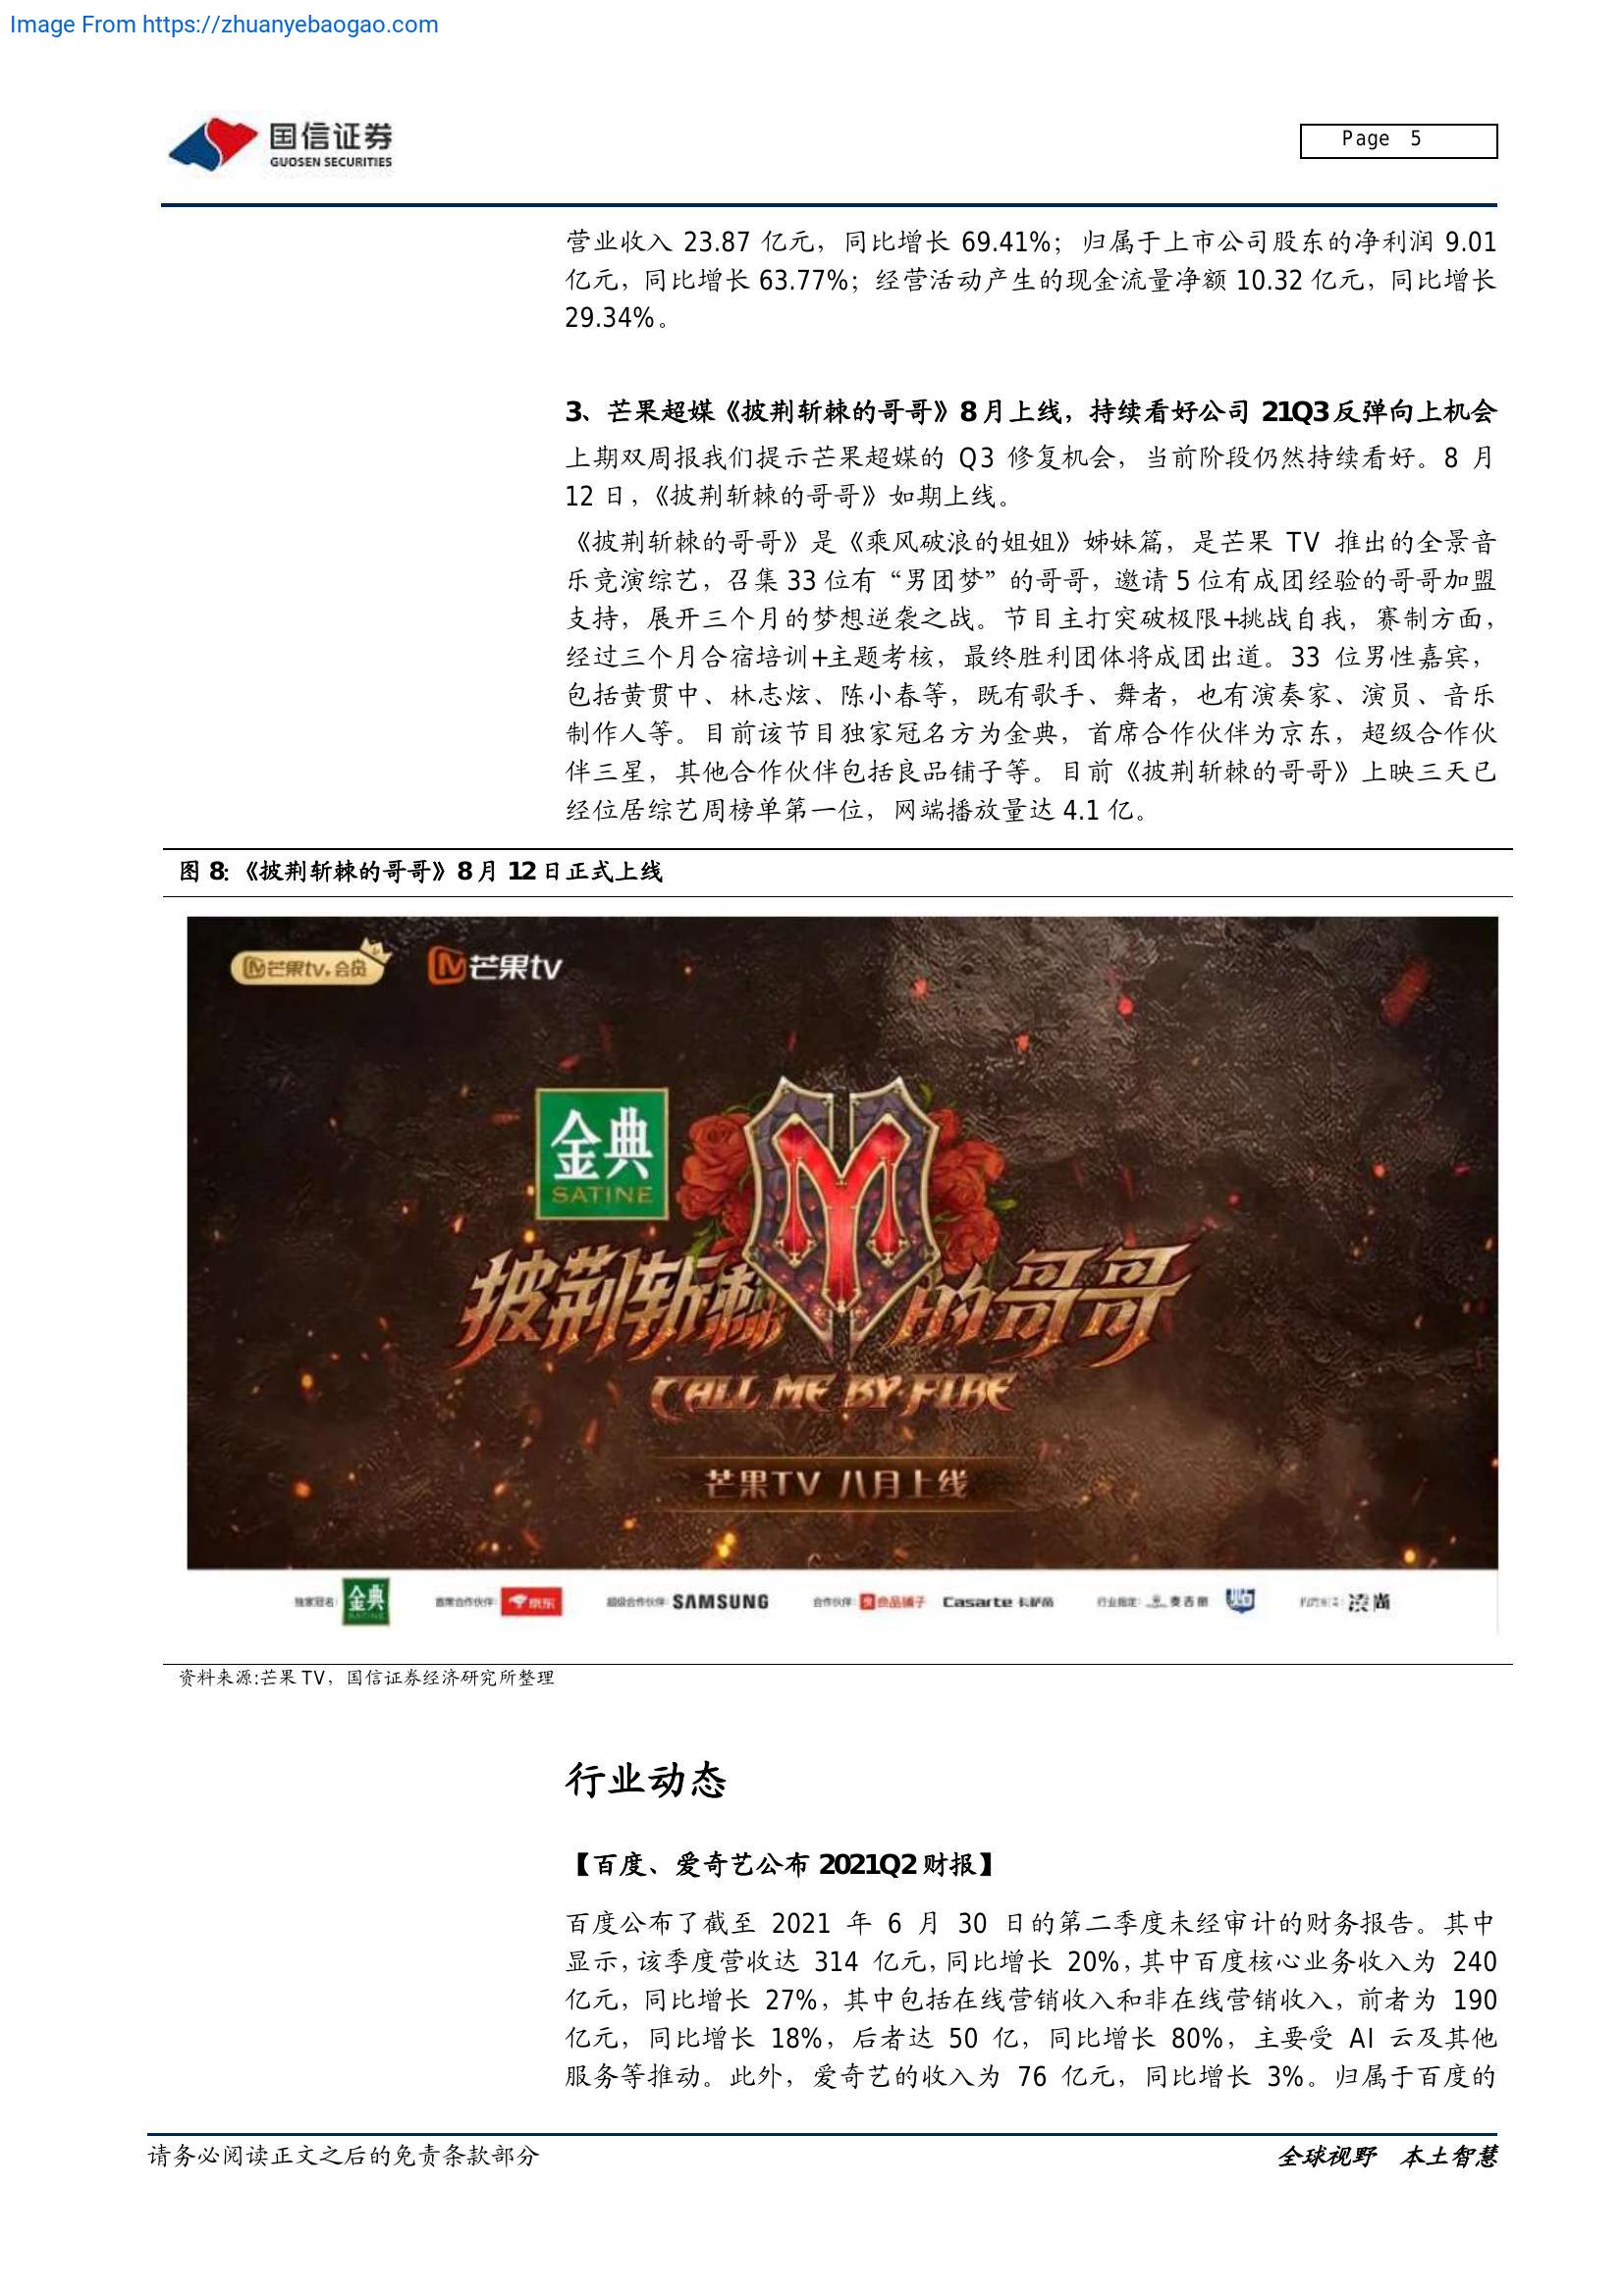 Image From https://zhuanyebaogao.com
国信证券
GUOSEN SECURITIES
Page 5
营业收入 23.87 亿元，同比增长 69.41%；归属于上市公司股东的净利润 9.01
亿元，同比增长 63.77%；经营活动产生的现金流量净额 10.32 亿元，同比增长
29.34%。
3、芒果超媒《披荆斩棘的哥哥》8 月上线，持续看好公司 21Q3 反弹向上机会
上期双周报我们提示芒果超媒的 Q3 修复机会，当前阶段仍然持续看好。8 月
12 日，《披荆斩棘的哥哥》如期上线。
《披荆斩棘的哥哥》是《乘风破浪的姐姐》姊妹篇，是芒果 TV 推出的全景音
乐竞演综艺，召集 33 位有“男团梦”的哥哥，邀请 5 位有成团经验的哥哥加盟
支持，展开三个月的梦想逆袭之战。节目主打突破极限+挑战自我，赛制方面，
经过三个月合宿培训+主题考核，最终胜利团体将成团出道。33 位男性嘉宾，
包括黄贯中、林志炫、陈小春等，既有歌手、舞者，也有演奏家、演员、音乐
制作人等。目前该节目独家冠名方为金典，首席合作伙伴为京东，超级合作伙
伴三星，其他合作伙伴包括良品铺子等。目前《披荆斩棘的哥哥》上映三天已
经位居综艺周榜单第一位，网端播放量达 4.1 亿。
图 8：《披荆斩棘的哥哥》8 月 12 日正式上线
芒果tv.会员 芒果tv
金典
SATINE
披荆斩棘的哥哥
CALL ME BY FIRE
芒果TV 八月上线
独家冠名: 金典 首席合作伙伴: 京东 超级合作伙伴: SAMSUNG 合作伙伴: 良品铺子 Casarte 卡萨帝 行业指定: 麦吉丽 凌尚
资料来源:芒果 TV，国信证券经济研究所整理
行业动态
【百度、爱奇艺公布 2021Q2 财报】
百度公布了截至 2021 年 6 月 30 日的第二季度未经审计的财务报告。其中
显示，该季度营收达 314 亿元，同比增长 20%，其中百度核心业务收入为 240
亿元，同比增长 27%，其中包括在线营销收入和非在线营销收入，前者为 190
亿元，同比增长 18%，后者达 50 亿，同比增长 80%，主要受 AI 云及其他
服务等推动。此外，爱奇艺的收入为 76 亿元，同比增长 3%。归属于百度的
请务必阅读正文之后的免责条款部分
全球视野 本土智慧